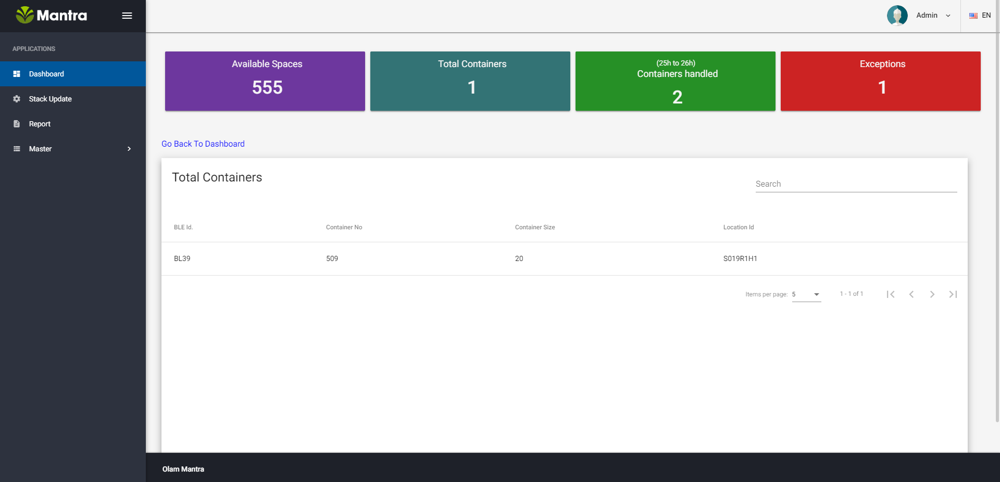 Mantra
Admin
EN
APPLICATIONS
Dashboard
Stack Update
Report
Master
Available Spaces
555
Total Containers
1
(25h to 26h)
Containers handled
2
Exceptions
1
Go Back To Dashboard
Total Containers
Search
BLE Id. Container No Container Size Location Id
BL39 509 20 S019R1H1
Items per page: 5 1 - 1 of 1
Olam Mantra